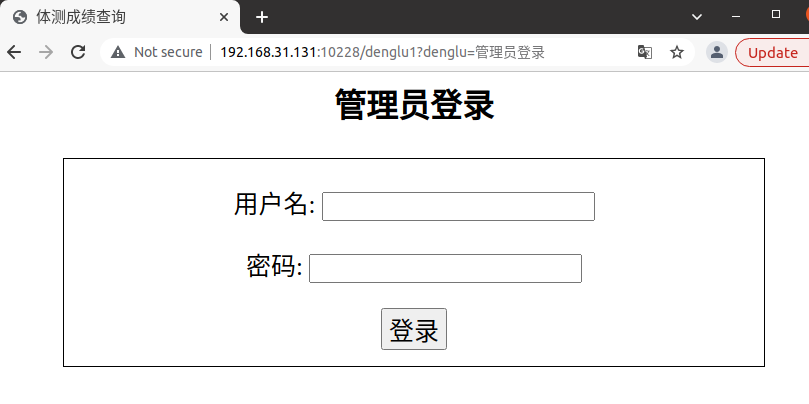 体测成绩查询
Not secure 192.168.31.131:10228/denglu1?denglu=管理员登录 Update
管理员登录
用户名:
密码:
登录